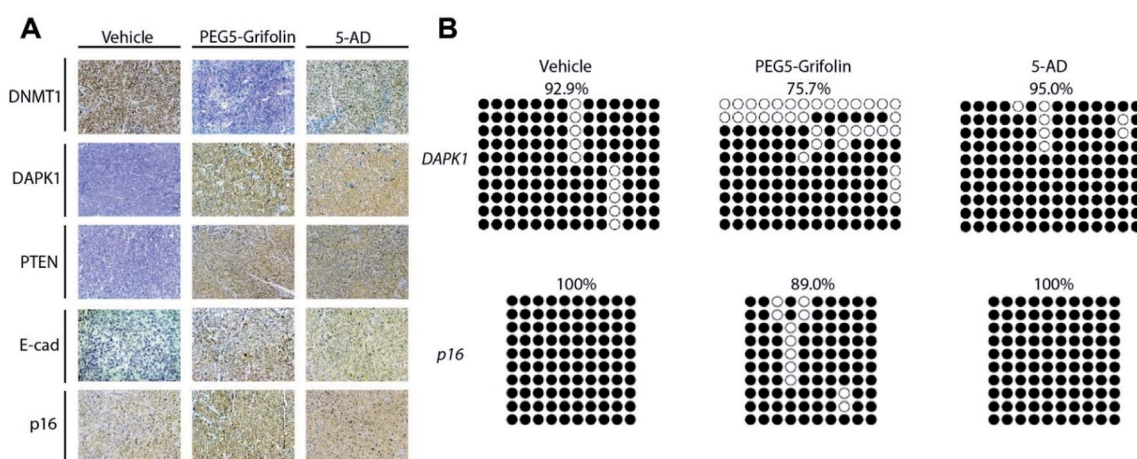 A
Vehicle PEG5-Grifolin 5-AD
DNMT1
DAPK1
PTEN
E-cad
p16
B
Vehicle PEG5-Grifolin 5-AD
92.9% 75.7% 95.0%
DAPK1
100% 89.0% 100%
p16